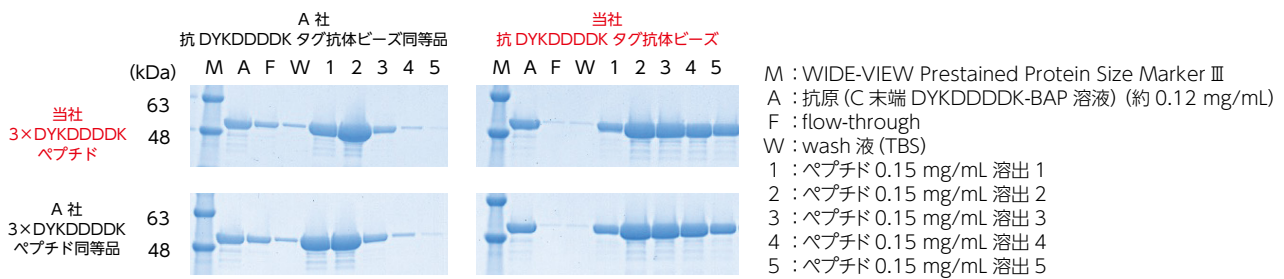 A 社
抗 DYKDDDDK タグ抗体ビーズ同等品
当社
抗 DYKDDDDK タグ抗体ビーズ
(kDa)
M A F W 1 2 3 4 5
M A F W 1 2 3 4 5
当社
3×DYKDDDDK
ペプチド
63
48
A 社
3×DYKDDDDK
ペプチド同等品
63
48
M：WIDE-VIEW Prestained Protein Size Marker Ⅲ
A：抗原（C 末端 DYKDDDDK-BAP 溶液）（約 0.12 mg/mL）
F：flow-through
W：wash 液（TBS）
1：ペプチド 0.15 mg/mL 溶出 1
2：ペプチド 0.15 mg/mL 溶出 2
3：ペプチド 0.15 mg/mL 溶出 3
4：ペプチド 0.15 mg/mL 溶出 4
5：ペプチド 0.15 mg/mL 溶出 5